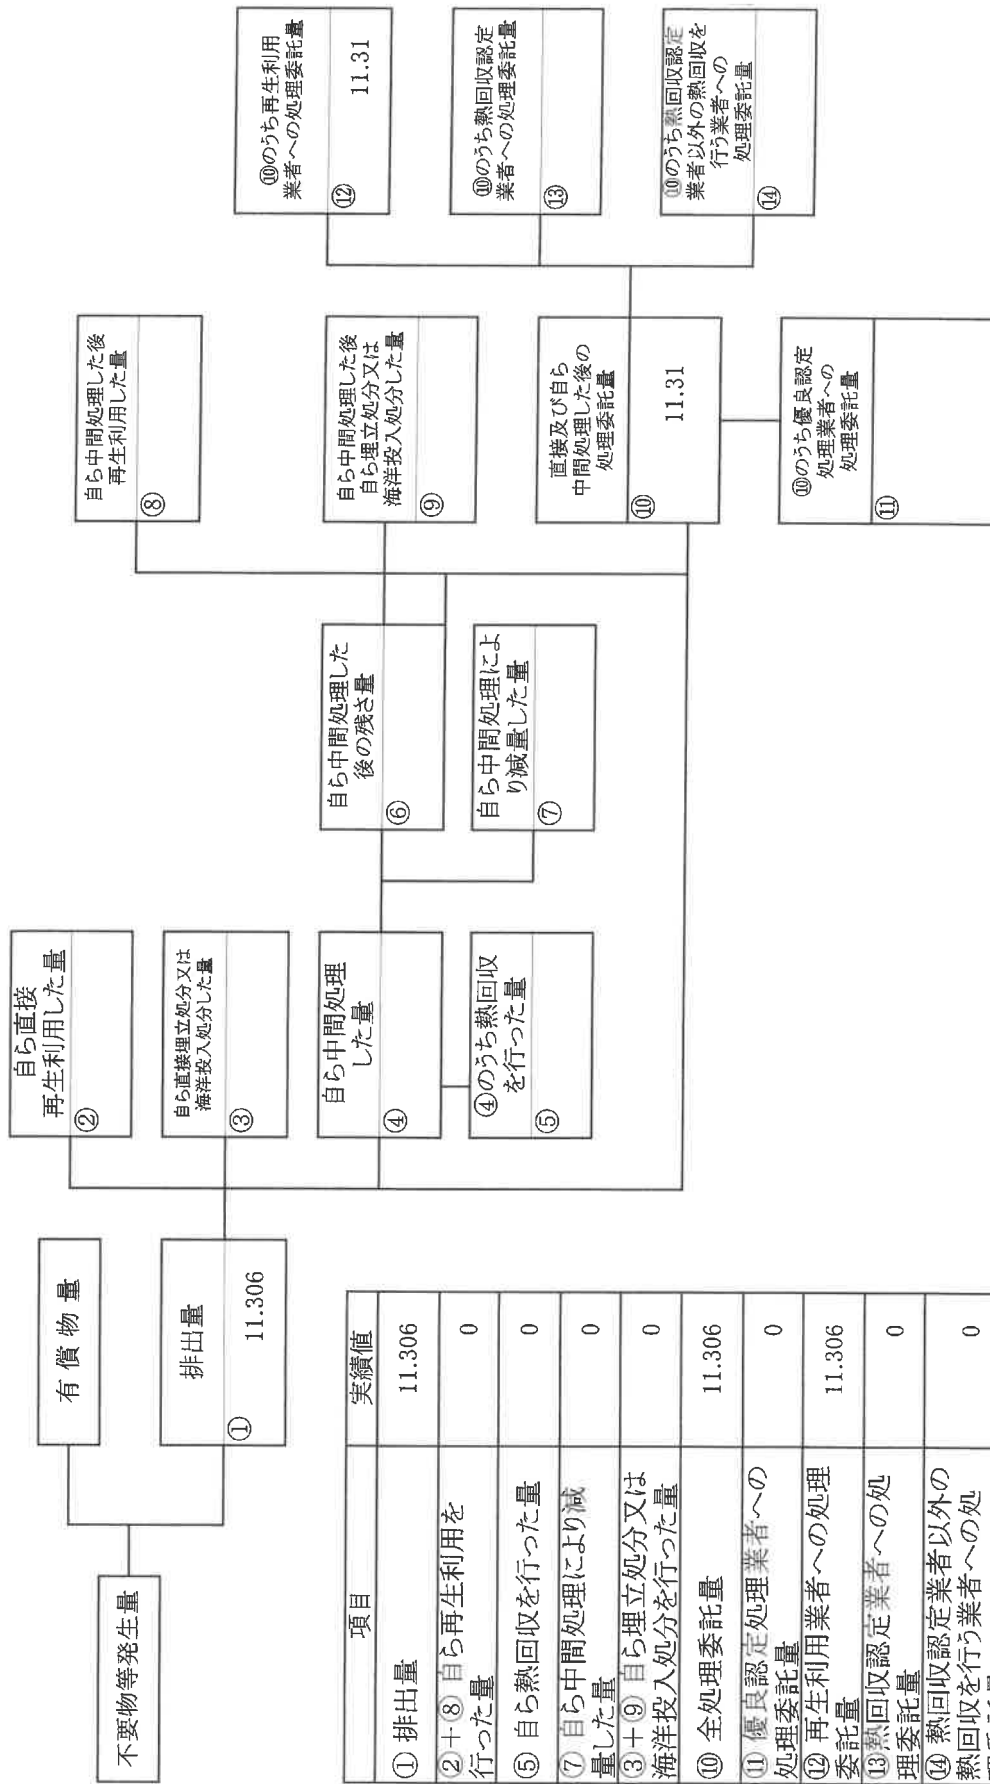 不要物等発生量
有償物量
排出量
①
11.306
自ら直接
再生利用した量
②
自ら直接埋立処分又は
海洋投入処分した量
③
自ら中間処理
した量
④
④のうち熱回収
を行った量
⑤
自ら中間処理した
後の残さ量
⑥
自ら中間処理によ
り減量した量
⑦
自ら中間処理した後
再生利用した量
⑧
自ら中間処理した後
自ら埋立処分又は
海洋投入処分した量
⑨
直接及び自ら
中間処理した後の
処理委託量
⑩
11.31
⑩のうち優良認定
処理業者への
処理委託量
⑪
⑩のうち再生利用
業者への処理委託量
⑫
11.31
⑩のうち熱回収認定
業者への処理委託量
⑬
⑩のうち熱回収認定
業者以外の熱回収を
行う業者への
処理委託量
⑭
項目 実績値
① 排出量 11.306
②+⑧ 自ら再生利用を
行った量 0
⑤ 自ら熱回収を行った量 0
⑦ 自ら中間処理により減
量した量 0
③+⑨ 自ら埋立処分又は
海洋投入処分を行った量 0
⑩ 全処理委託量 11.306
⑪ 優良認定処理業者への
処理委託量 0
⑫ 再生利用業者への処理
委託量 11.306
⑬熱回収認定業者への処
理委託量 0
⑭ 熱回収認定業者以外の
熱回収を行う業者への処 0